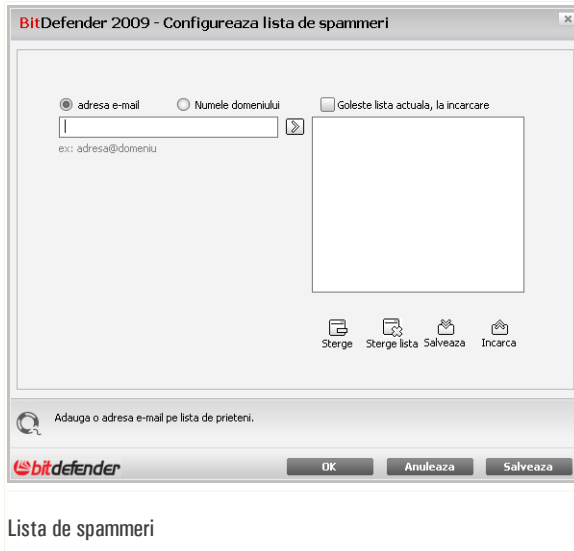 BitDefender 2009 - Configureaza lista de spammeri
adresa e-mail
Numele domeniului
Goleste lista actuala, la incarcare
ex: adresa@domeniu
Sterge
Sterge lista
Salveaza
Incarca
Adauga o adresa e-mail pe lista de prieteni.
bitdefender
OK
Anuleaza
Salveaza
Lista de spammeri